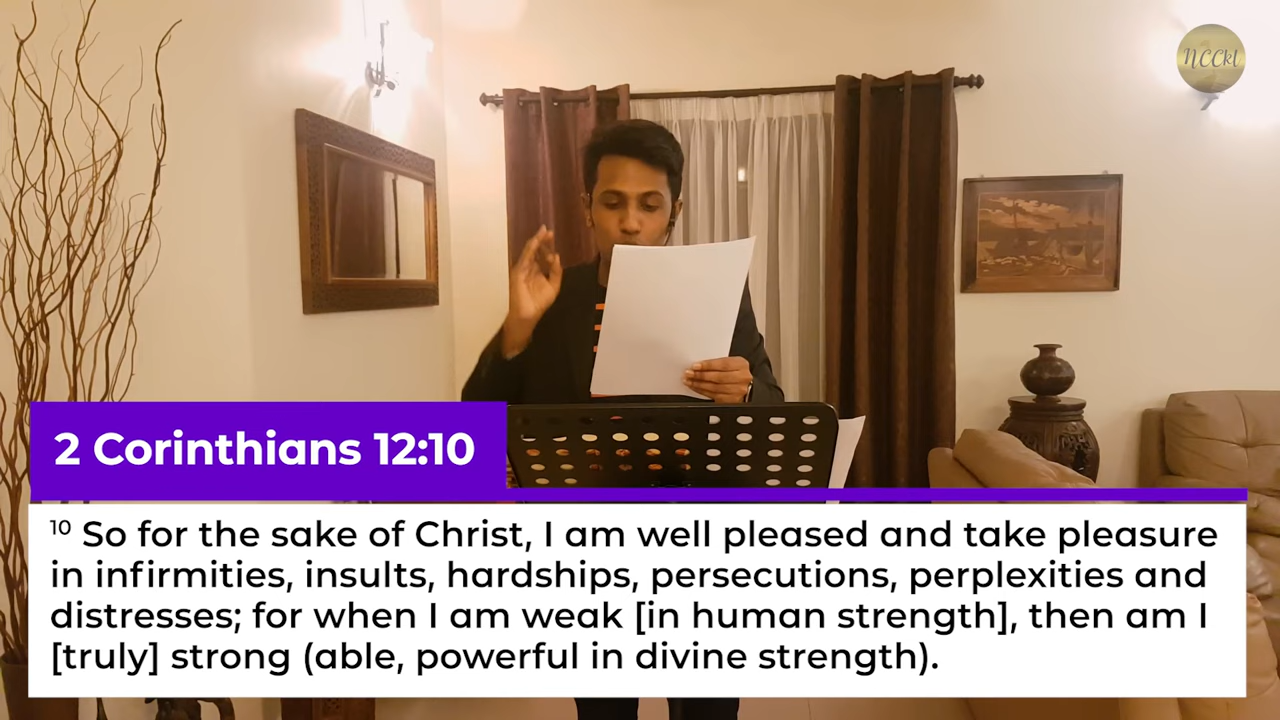 NCCkl
2 Corinthians 12:10
10 So for the sake of Christ, I am well pleased and take pleasure
in infirmities, insults, hardships, persecutions, perplexities and
distresses; for when I am weak [in human strength], then am I
[truly] strong (able, powerful in divine strength).